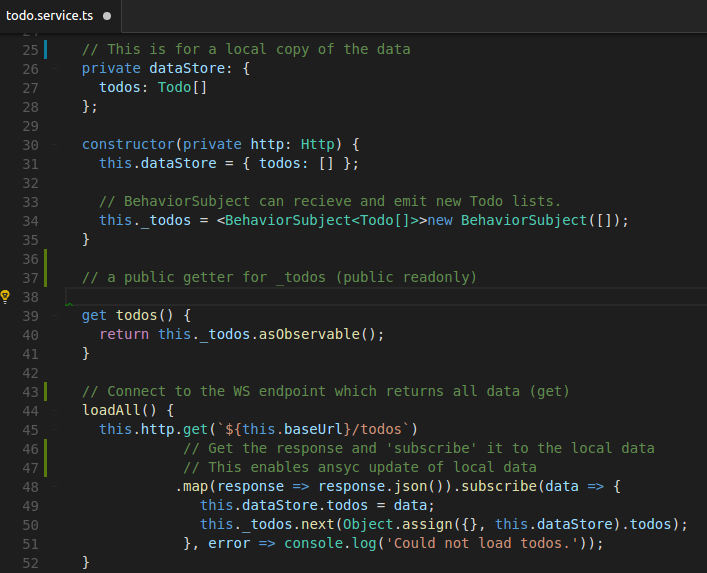 todo.service.ts
25 // This is for a local copy of the data
26 private dataStore: {
27 todos: Todo[]
28 };
29
30 constructor(private http: Http) {
31 this.dataStore = { todos: [] };
32
33 // BehaviorSubject can recieve and emit new Todo lists.
34 this._todos = <BehaviorSubject<Todo[]>>new BehaviorSubject([]);
35 }
36
37 // a public getter for _todos (public readonly)
38
39 get todos() {
40 return this._todos.asObservable();
41 }
42
43 // Connect to the WS endpoint which returns all data (get)
44 loadAll() {
45 this.http.get(`${this.baseUrl}/todos`)
46 // Get the response and 'subscribe' it to the local data
47 // This enables ansyc update of local data
48 .map(response => response.json()).subscribe(data => {
49 this.dataStore.todos = data;
50 this._todos.next(Object.assign({}, this.dataStore).todos);
51 }, error => console.log('Could not load todos.'));
52 }